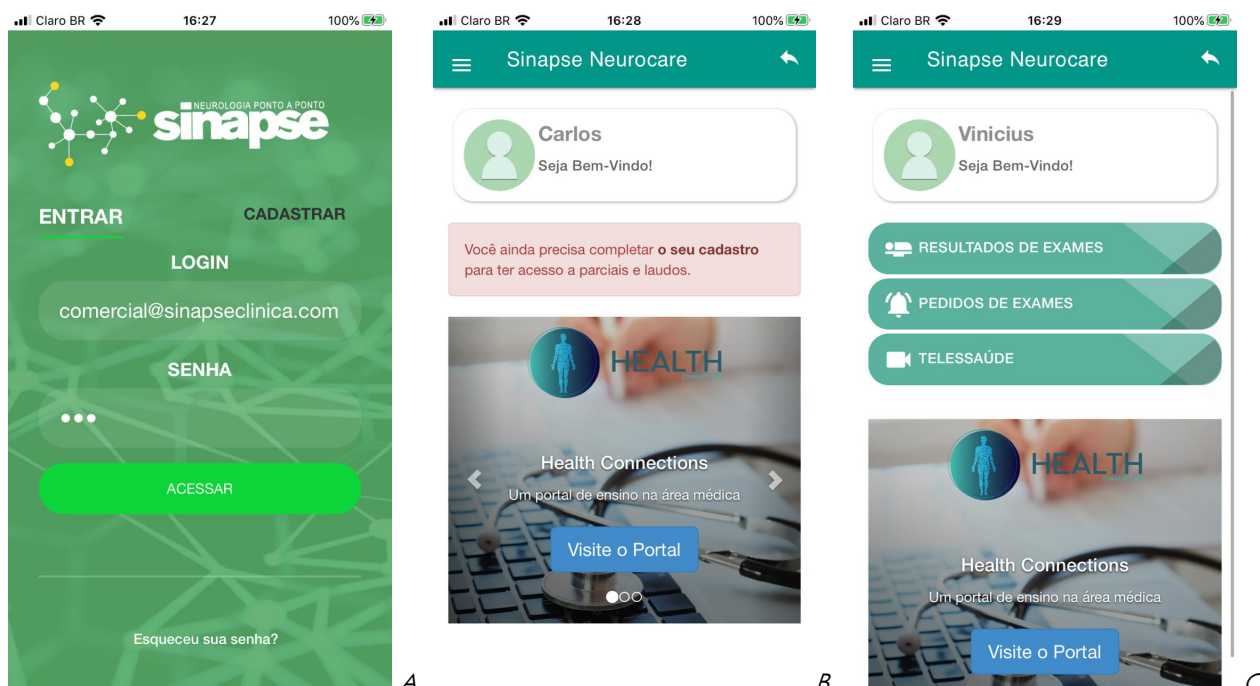 Claro BR 16:27 100%
NEUROLOGIA PONTO A PONTO
sinapse
ENTRAR CADASTRAR
LOGIN
comercial@sinapseclinica.com
SENHA
ACESSAR
Esqueceu sua senha?
A
Claro BR 16:28 100%
Sinapse Neurocare
Carlos
Seja Bem-Vindo!
Você ainda precisa completar o seu cadastro
para ter acesso a parciais e laudos.
HEALTH
Health Connections
Um portal de ensino na área médica
Visite o Portal
B
Claro BR 16:29 100%
Sinapse Neurocare
Vinicius
Seja Bem-Vindo!
RESULTADOS DE EXAMES
PEDIDOS DE EXAMES
TELESSAÚDE
HEALTH
Health Connections
Um portal de ensino na área médica
Visite o Portal
C